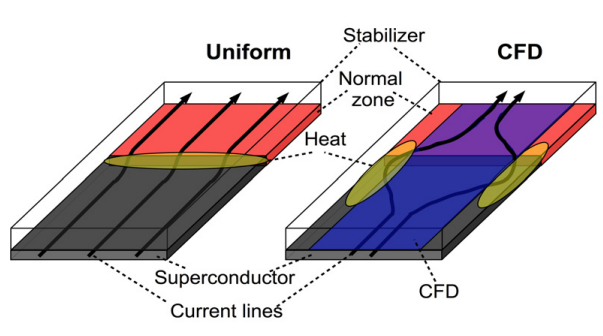 Stabilizer
Uniform
CFD
Normal
zone
Heat
Superconductor
CFD
Current lines